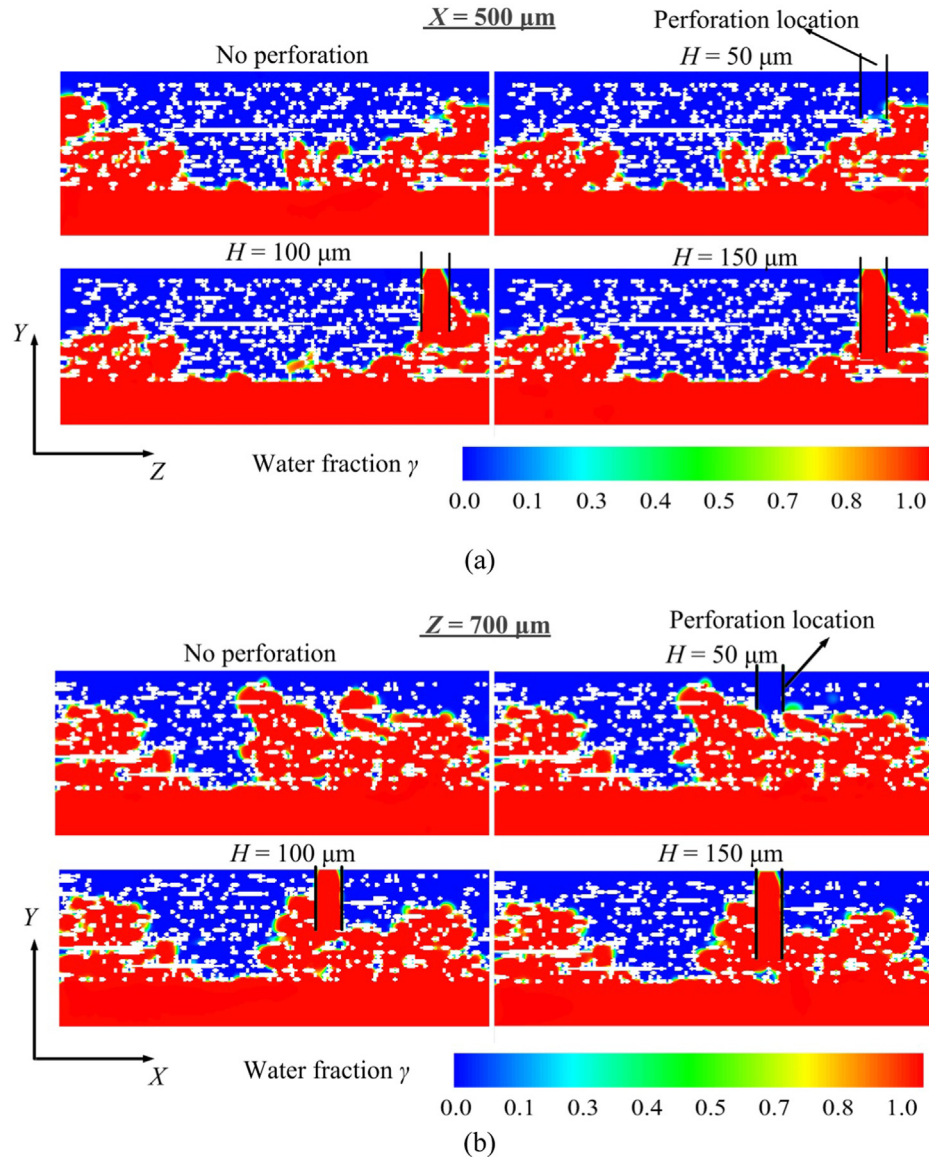 X = 500 μm
Perforation location
No perforation
H = 50 μm
H = 100 μm
H = 150 μm
Y
Z
Water fraction γ
0.0 0.1 0.3 0.4 0.5 0.7 0.8 0.9 1.0
(a)
Z = 700 μm
Perforation location
No perforation
H = 50 μm
H = 100 μm
H = 150 μm
Y
X
Water fraction γ
0.0 0.1 0.3 0.4 0.5 0.7 0.8 1.0
(b)